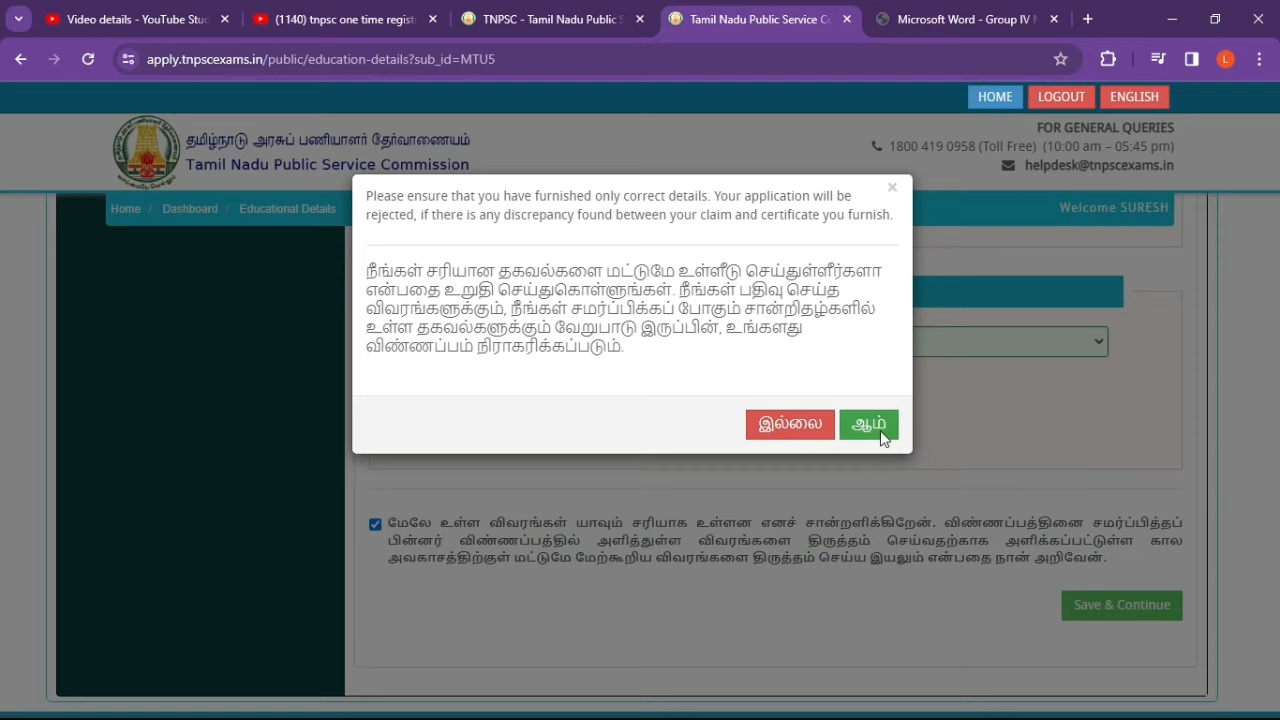 Video details - YouTube Stu
(1140) tnpsc one time regist
TNPSC - Tamil Nadu Public S
Tamil Nadu Public Service Co
Microsoft Word - Group IV
apply.tnpscexams.in/public/education-details?sub_id=MTU5
L
HOME
LOGOUT
ENGLISH
தமிழ்நாடு அரசுப் பணியாளர் தேர்வாணையம்
Tamil Nadu Public Service Commission
FOR GENERAL QUERIES
1800 419 0958 (Toll Free) (10:00 am – 05:45 pm)
helpdesk@tnpscexams.in
Home / Dashboard / Educational Details
Welcome SURESH
Please ensure that you have furnished only correct details. Your application will be
rejected, if there is any discrepancy found between your claim and certificate you furnish.
×
நீங்கள் சரியான தகவல்களை மட்டுமே உள்ளீடு செய்துள்ளீர்களா
என்பதை உறுதி செய்துகொள்ளுங்கள். நீங்கள் பதிவு செய்த
விவரங்களுக்கும், நீங்கள் சமர்ப்பிக்கப் போகும் சான்றிதழ்களில்
உள்ள தகவல்களுக்கும் வேறுபாடு இருப்பின், உங்களது
விண்ணப்பம் நிராகரிக்கப்படும்.
இல்லை
ஆம்
மேலே உள்ள விவரங்கள் யாவும் சரியாக உள்ளன எனச் சான்றளிக்கிறேன். விண்ணப்பத்தினை சமர்ப்பித்தப்
பின்னர் விண்ணப்பத்தில் அளித்துள்ள விவரங்களை திருத்தம் செய்வதற்காக அளிக்கப்பட்டுள்ள கால
அவகாசத்திற்குள் மட்டுமே மேற்கூறிய விவரங்களை திருத்தம் செய்ய இயலும் என்பதை நான் அறிவேன்.
Save & Continue